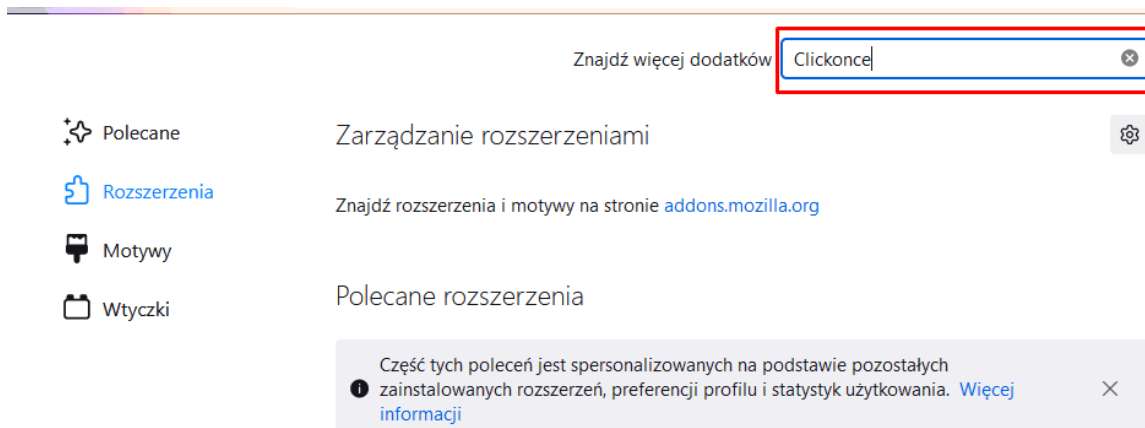 Znajdź więcej dodatków Clickonce
Polecane
Zarządzanie rozszerzeniami
Rozszerzenia
Znajdź rozszerzenia i motywy na stronie addons.mozilla.org
Motywy
Polecane rozszerzenia
Wtyczki
Część tych poleceń jest spersonalizowanych na podstawie pozostałych
zainstalowanych rozszerzeń, preferencji profilu i statystyk użytkowania. Więcej
informacji